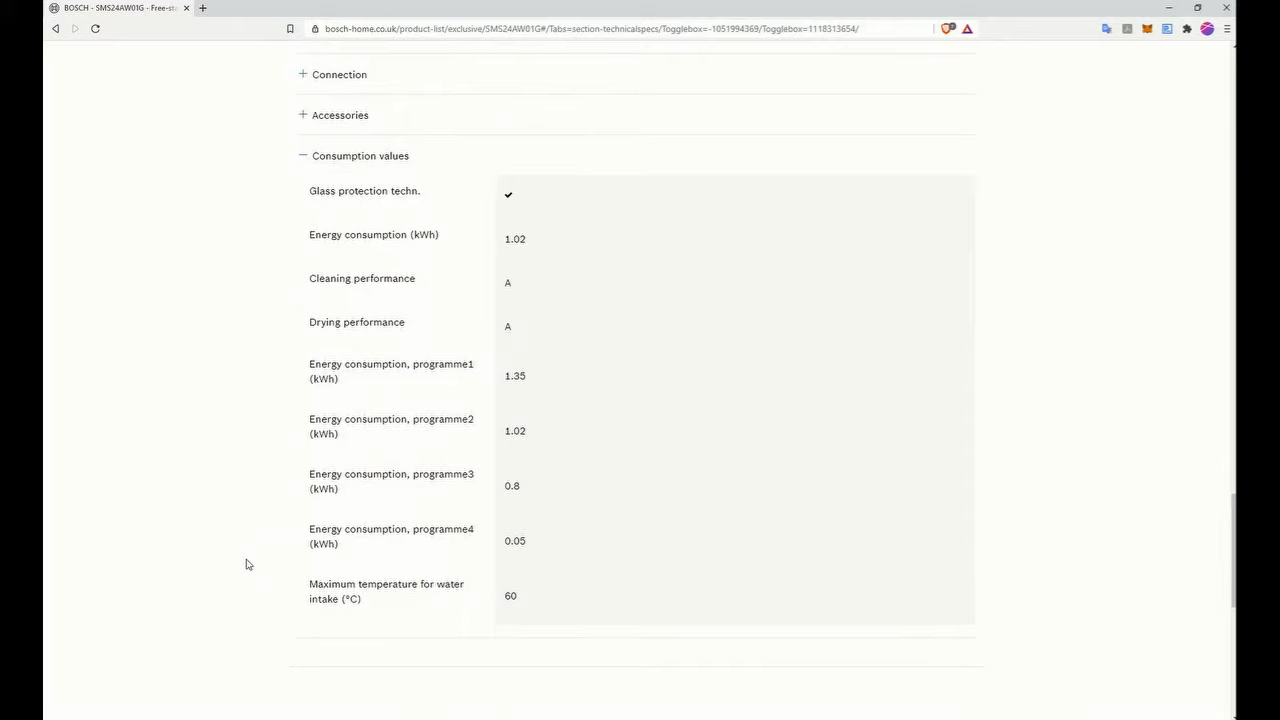 BOSCH - SMS24AW01G - Free-sta
bosch-home.co.uk/product-list/exclusive/SMS24AW01G#/Tabs=section-technicalspecs/Togglebox=-1051994369/Togglebox=1118313654/
+ Connection
+ Accessories
− Consumption values
Glass protection techn. ✔
Energy consumption (kWh) 1.02
Cleaning performance A
Drying performance A
Energy consumption, programme1
(kWh) 1.35
Energy consumption, programme2
(kWh) 1.02
Energy consumption, programme3
(kWh) 0.8
Energy consumption, programme4
(kWh) 0.05
Maximum temperature for water
intake (°C) 60